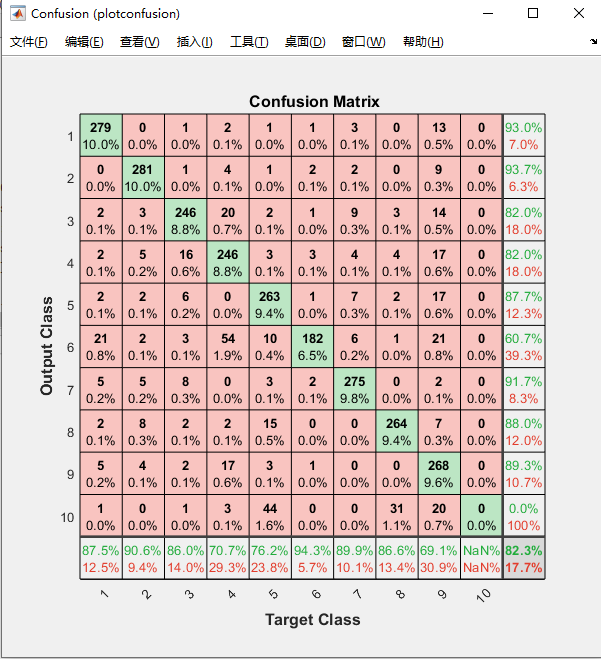 Confusion (plotconfusion)
文件(F) 编辑(E) 查看(V) 插入(I) 工具(T) 桌面(D) 窗口(W) 帮助(H)
Confusion Matrix
1 279 0 1 2 1 1 3 0 13 0 93.0%
10.0% 0.0% 0.0% 0.1% 0.0% 0.0% 0.1% 0.0% 0.5% 0.0% 7.0%
2 0 281 1 4 1 2 2 0 9 0 93.7%
0.0% 10.0% 0.0% 0.1% 0.0% 0.1% 0.1% 0.0% 0.3% 0.0% 6.3%
3 2 3 246 20 2 1 9 3 14 0 82.0%
0.1% 0.1% 8.8% 0.7% 0.1% 0.0% 0.3% 0.1% 0.5% 0.0% 18.0%
4 2 5 16 246 3 3 4 4 17 0 82.0%
0.1% 0.2% 0.6% 8.8% 0.1% 0.1% 0.1% 0.1% 0.6% 0.0% 18.0%
5 2 2 6 0 263 1 7 2 17 0 87.7%
0.1% 0.1% 0.2% 0.0% 9.4% 0.0% 0.3% 0.1% 0.6% 0.0% 12.3%
6 21 2 3 54 10 182 6 1 21 0 60.7%
0.8% 0.1% 0.1% 1.9% 0.4% 6.5% 0.2% 0.0% 0.8% 0.0% 39.3%
7 5 5 8 0 3 2 275 0 2 0 91.7%
0.2% 0.2% 0.3% 0.0% 0.1% 0.1% 9.8% 0.0% 0.1% 0.0% 8.3%
8 2 8 2 2 15 0 0 264 7 0 88.0%
0.1% 0.3% 0.1% 0.1% 0.5% 0.0% 0.0% 9.4% 0.3% 0.0% 12.0%
9 5 4 2 17 3 1 0 0 268 0 89.3%
0.2% 0.1% 0.1% 0.6% 0.1% 0.0% 0.0% 0.0% 9.6% 0.0% 10.7%
10 1 0 1 3 44 0 0 31 20 0 0.0%
0.0% 0.0% 0.0% 0.1% 1.6% 0.0% 0.0% 1.1% 0.7% 0.0% 100%
87.5% 90.6% 86.0% 70.7% 76.2% 94.3% 89.9% 86.6% 69.1% NaN% 82.3%
12.5% 9.4% 14.0% 29.3% 23.8% 5.7% 10.1% 13.4% 30.9% NaN% 17.7%
1 2 3 4 5 6 7 8 9 10
Target Class
Output Class